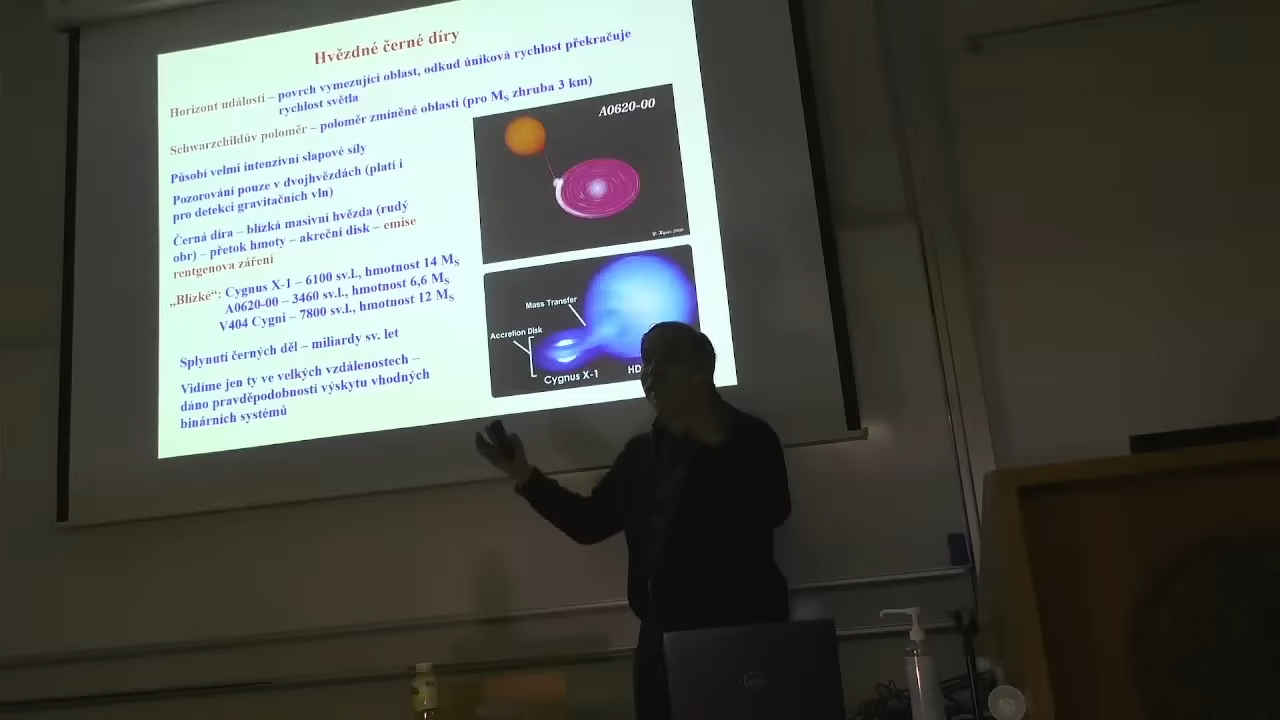 Hvězdné černé díry
Horizont událostí – povrch vymezující oblast, odkud úniková rychlost překračuje
rychlost světla
Schwarzchildův poloměr – poloměr zmíněné oblasti (pro MS zhruba 3 km)
Působí velmi intenzivní slapové síly
Pozorování pouze v dvojhvězdách (platí i
pro detekci gravitačních vln)
Černá díra – blízká masivní hvězda (rudý
obr) – přetok hmoty – akreční disk – emise
rentgenova záření
„Blízké“: Cygnus X-1 – 6100 sv.l., hmotnost 14 MS
A0620-00 – 3460 sv.l., hmotnost 6,6 MS
V404 Cygni – 7800 sv.l., hmotnost 12 MS
Splynutí černých děl – miliardy sv. let
Vidíme jen ty ve velkých vzdálenostech –
dáno pravděpodobností výskytu vhodných
binárních systémů
A0620-00
Mass Transfer
Accretion Disk
Cygnus X-1
HD